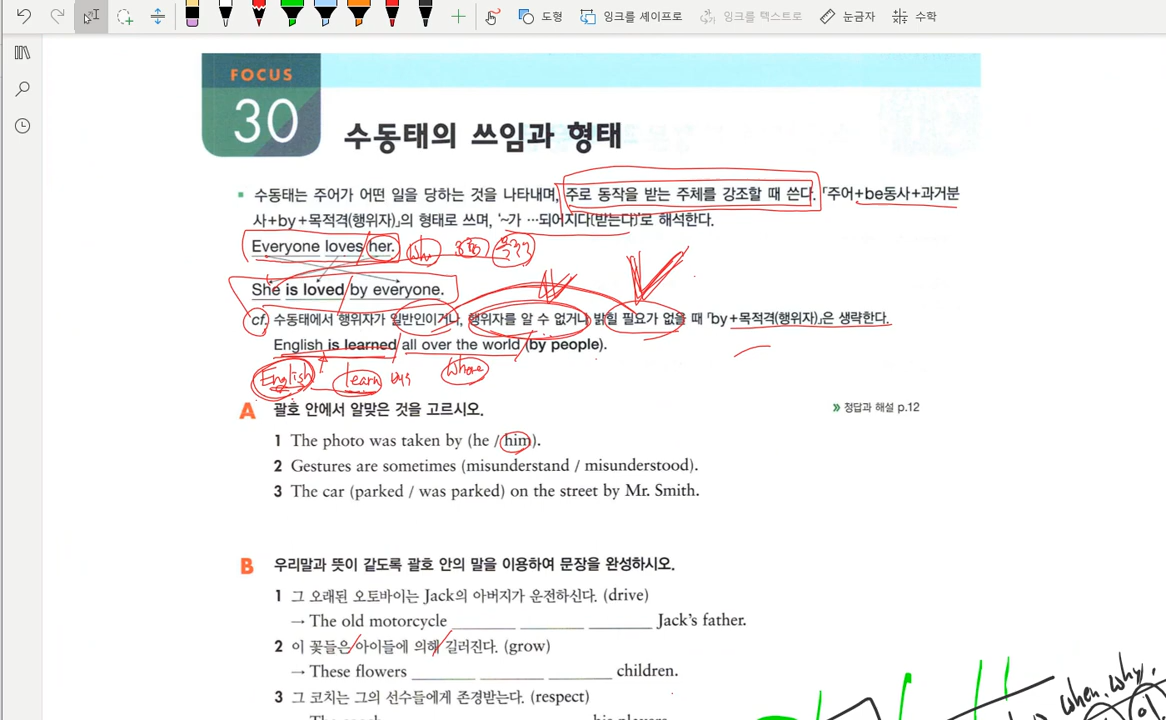 도형 잉크를 셰이프로 잉크를 텍스트로 눈금자 수학
FOCUS
30
수동태의 쓰임과 형태
수동태는 주어가 어떤 일을 당하는 것을 나타내며, 주로 동작을 받는 주체를 강조할 때 쓴다. 「주어+be동사+과거분
사+by+목적격(행위자)」의 형태로 쓰며, '~가 …되어지다(받는다)'로 해석한다.
Everyone loves her. who
She is loved by everyone.
cf. 수동태에서 행위자가 일반인이거나, 행위자를 알 수 없거나 밝힐 필요가 없을 때 「by+목적격(행위자)」은 생략한다.
English is learned all over the world (by people).
English learn where
A 괄호 안에서 알맞은 것을 고르시오.
» 정답과 해설 p.12
1 The photo was taken by (he / him).
2 Gestures are sometimes (misunderstand / misunderstood).
3 The car (parked / was parked) on the street by Mr. Smith.
B 우리말과 뜻이 같도록 괄호 안의 말을 이용하여 문장을 완성하시오.
1 그 오래된 오토바이는 Jack의 아버지가 운전하신다. (drive)
→ The old motorcycle ______ ______ ______ Jack's father.
2 이 꽃들은 아이들에 의해 길러진다. (grow)
→ These flowers ______ ______ ______ children.
3 그 코치는 그의 선수들에게 존경받는다. (respect)
when, why,